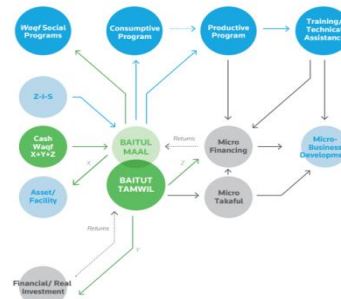 Waqf Social
Programs
Consumptive
Program
Productive
Program
Training/
Technical
Assistance
Z-I-S
Cash
Waqf
X+Y+Z
BAITUL
MAAL
Returns
Micro
Financing
Micro-
Business
Development
X
Z
Asset/
Facility
BAITUT
TAMWIL
Micro
Takaful
Returns
Y
Financial/ Real
Investment